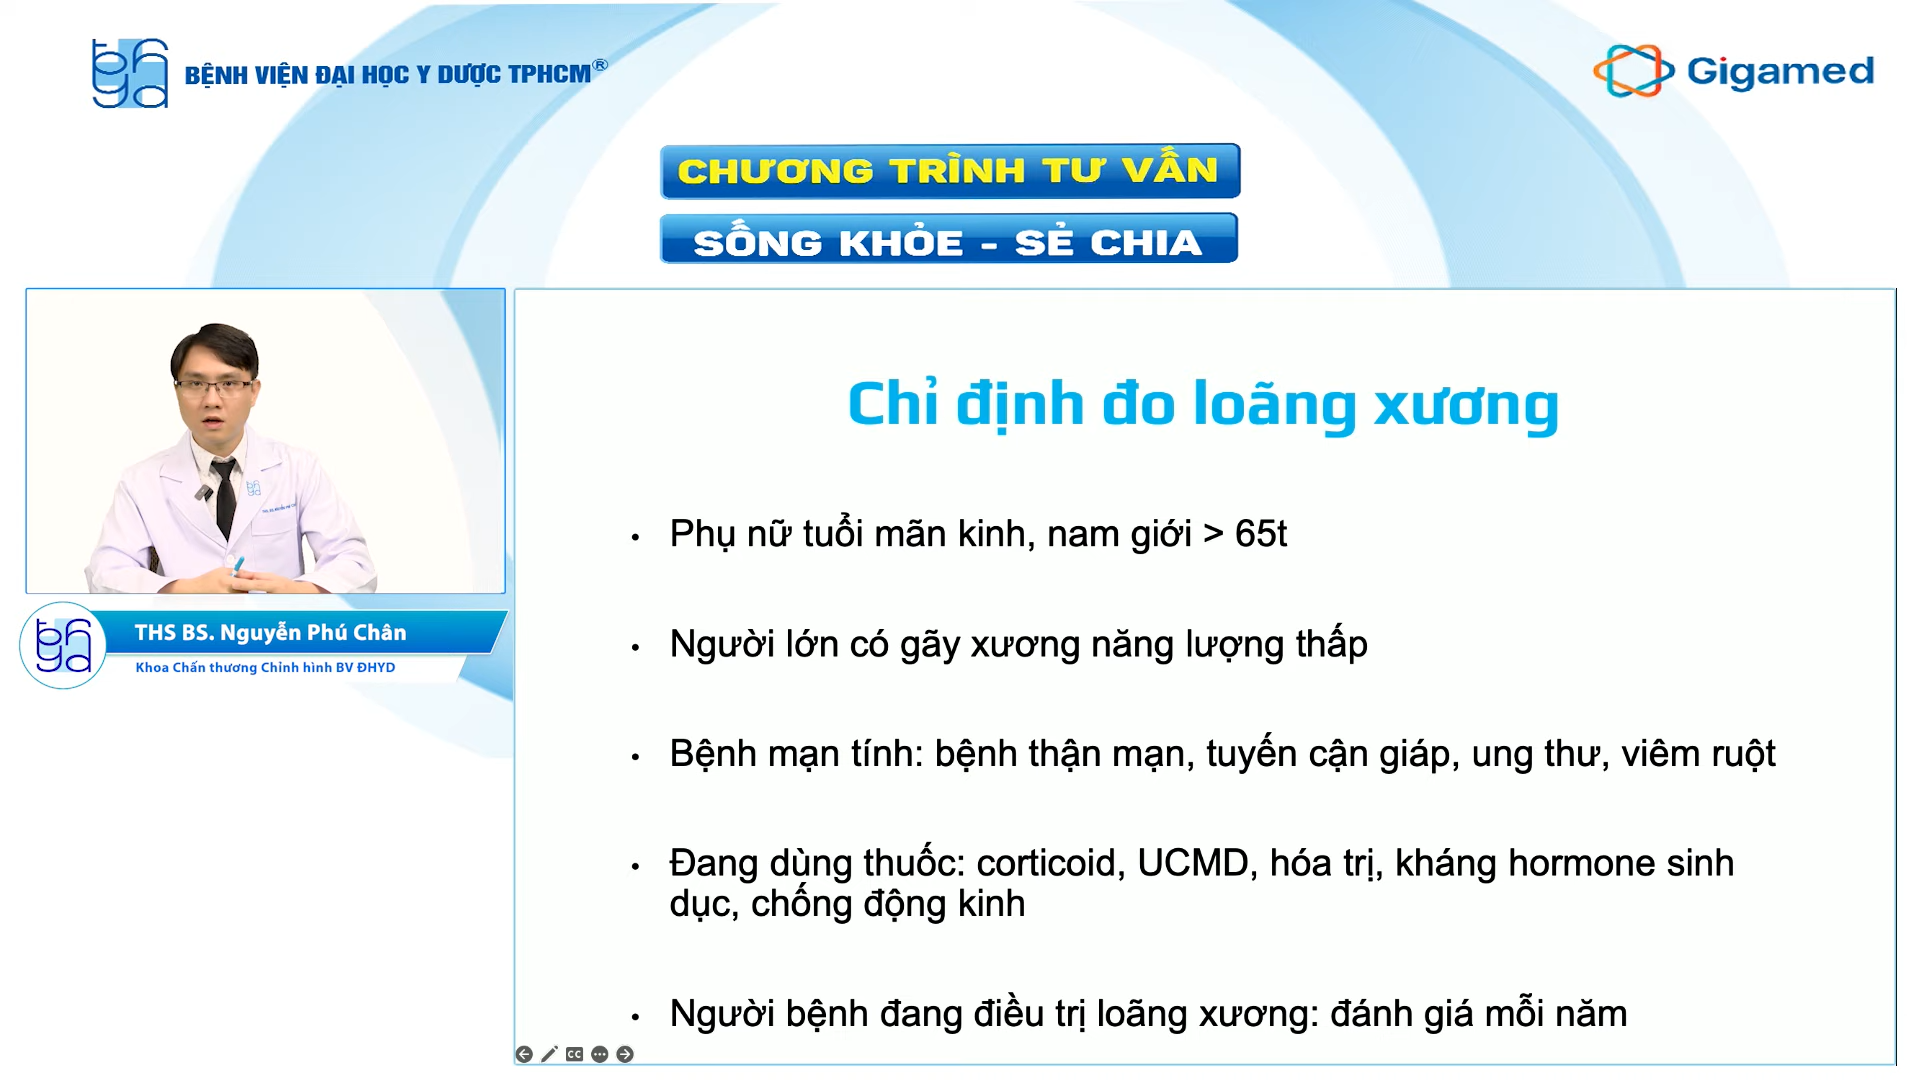 BỆNH VIỆN ĐẠI HỌC Y DƯỢC TPHCM®
Gigamed
CHƯƠNG TRÌNH TƯ VẤN
SỐNG KHỎE - SẺ CHIA
THS BS. Nguyễn Phú Chân
Khoa Chấn thương Chỉnh hình BV ĐHYD
Chỉ định đo loãng xương
• Phụ nữ tuổi mãn kinh, nam giới > 65t
• Người lớn có gãy xương năng lượng thấp
• Bệnh mạn tính: bệnh thận mạn, tuyến cận giáp, ung thư, viêm ruột
• Đang dùng thuốc: corticoid, UCMD, hóa trị, kháng hormone sinh
dục, chống động kinh
• Người bệnh đang điều trị loãng xương: đánh giá mỗi năm
CC